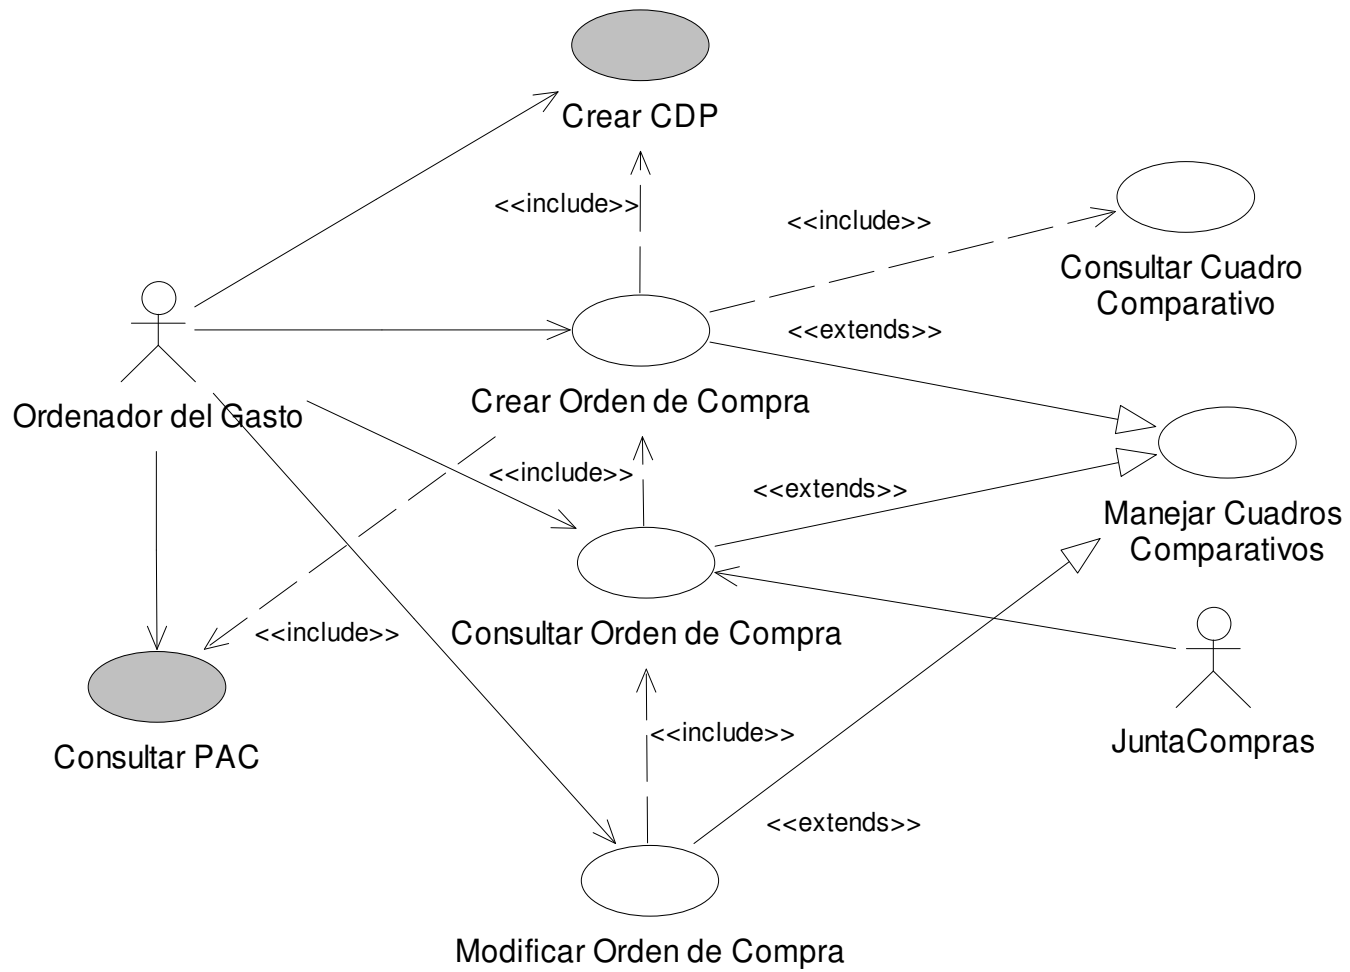 Crear CDP
<<include>>
<<include>>
Consultar Cuadro
Comparativo
<<extends>>
Crear Orden de Compra
Ordenador del Gasto
<<include>>
<<extends>>
Manejar Cuadros
Comparativos
<<include>>
Consultar Orden de Compra
Consultar PAC
<<include>>
JuntaCompras
<<extends>>
Modificar Orden de Compra